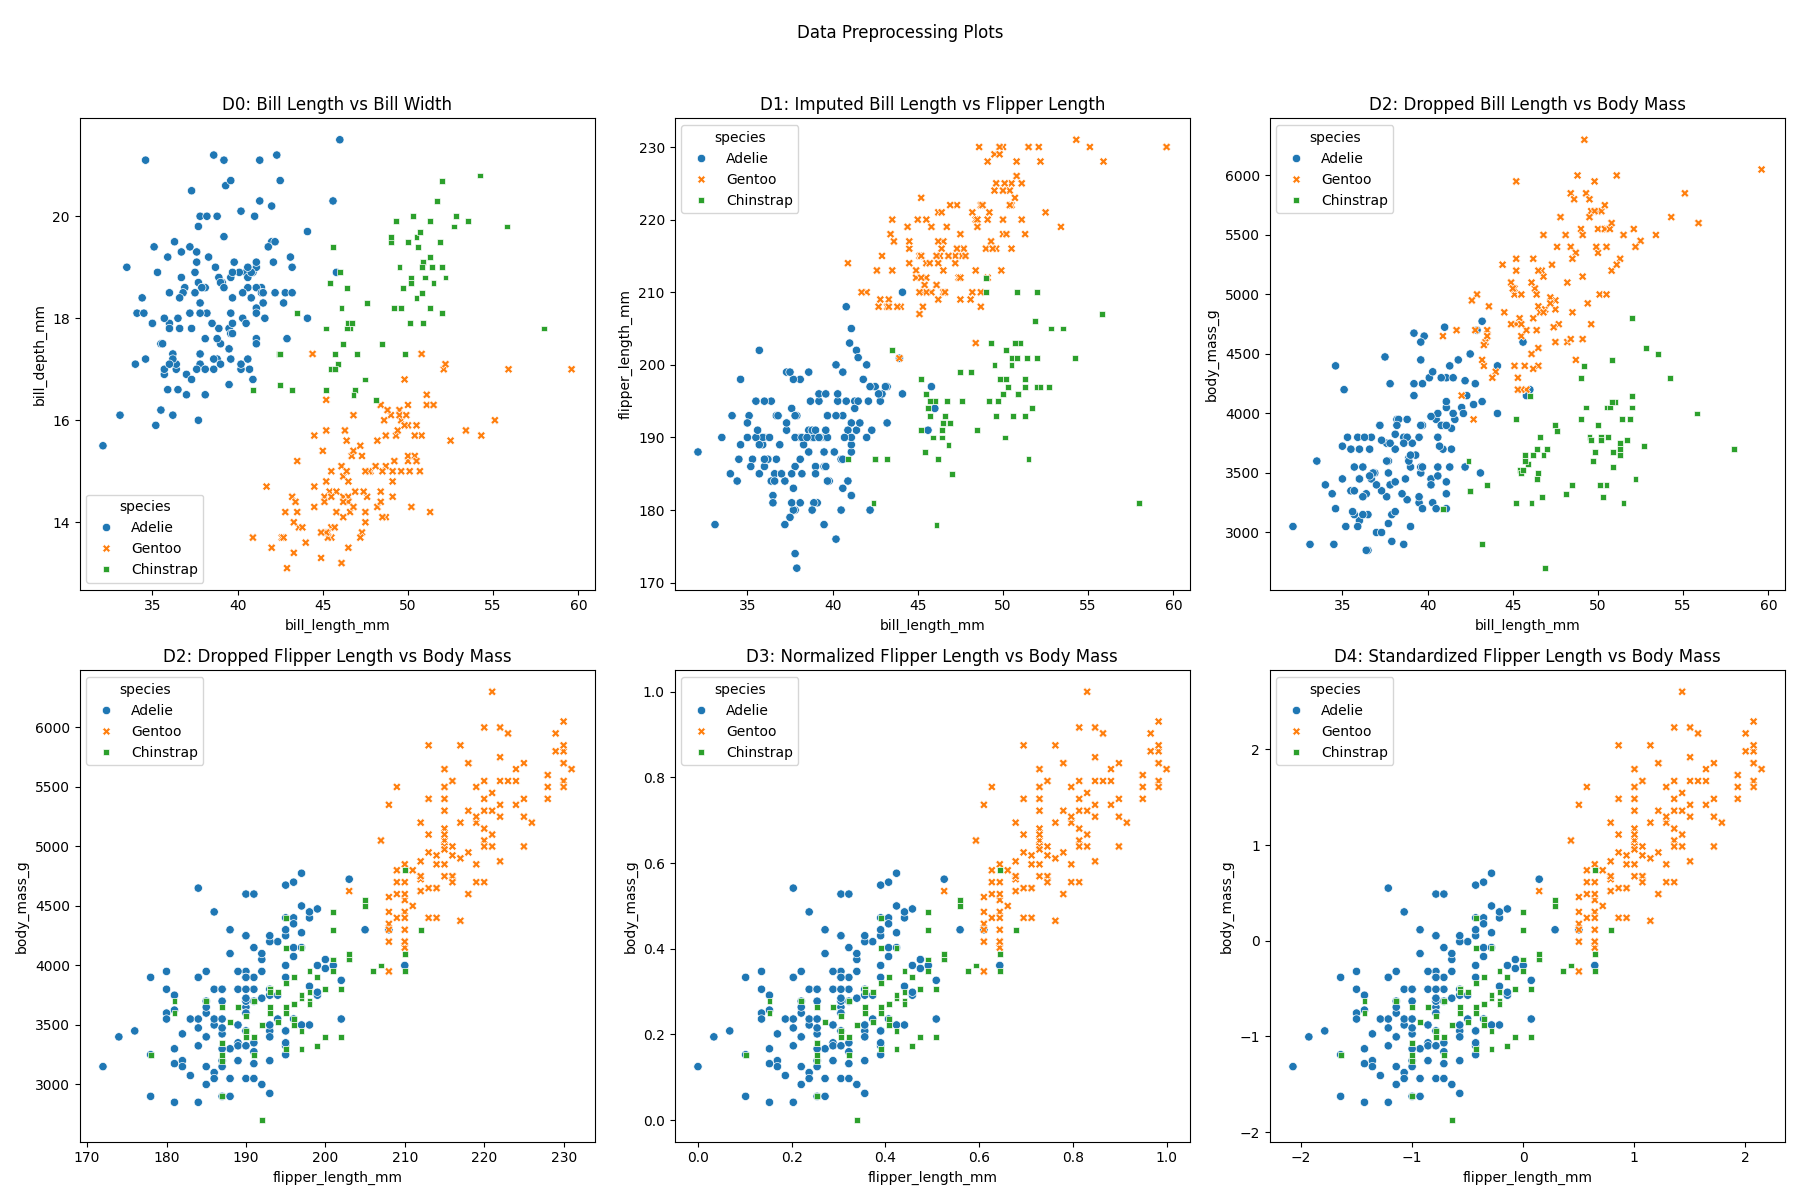 Data Preprocessing Plots
D0: Bill Length vs Bill Width
bill_depth_mm
20
18
16
14
species
Adelie
Gentoo
Chinstrap
35 40 45 50 55 60
bill_length_mm
D1: Imputed Bill Length vs Flipper Length
flipper_length_mm
230
220
210
200
190
180
170
species
Adelie
Gentoo
Chinstrap
35 40 45 50 55 60
bill_length_mm
D2: Dropped Bill Length vs Body Mass
body_mass_g
6000
5500
5000
4500
4000
3500
3000
species
Adelie
Gentoo
Chinstrap
35 40 45 50 55 60
bill_length_mm
D2: Dropped Flipper Length vs Body Mass
body_mass_g
6000
5500
5000
4500
4000
3500
3000
species
Adelie
Gentoo
Chinstrap
170 180 190 200 210 220 230
flipper_length_mm
D3: Normalized Flipper Length vs Body Mass
body_mass_g
1.0
0.8
0.6
0.4
0.2
0.0
species
Adelie
Gentoo
Chinstrap
0.0 0.2 0.4 0.6 0.8 1.0
flipper_length_mm
D4: Standardized Flipper Length vs Body Mass
body_mass_g
2
1
0
−1
−2
species
Adelie
Gentoo
Chinstrap
−2 −1 0 1 2
flipper_length_mm